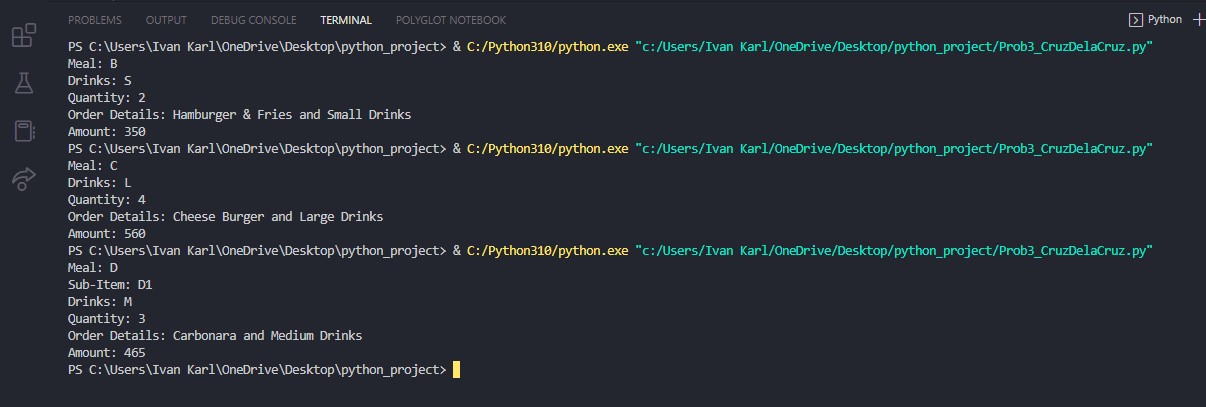 PROBLEMS OUTPUT DEBUG CONSOLE TERMINAL POLYGLOT NOTEBOOK Python
PS C:\Users\Ivan Karl\OneDrive\Desktop\python_project> & C:/Python310/python.exe "c:/Users/Ivan Karl/OneDrive/Desktop/python_project/Prob3_CruzDelaCruz.py"
Meal: B
Drinks: S
Quantity: 2
Order Details: Hamburger & Fries and Small Drinks
Amount: 350
PS C:\Users\Ivan Karl\OneDrive\Desktop\python_project> & C:/Python310/python.exe "c:/Users/Ivan Karl/OneDrive/Desktop/python_project/Prob3_CruzDelaCruz.py"
Meal: C
Drinks: L
Quantity: 4
Order Details: Cheese Burger and Large Drinks
Amount: 560
PS C:\Users\Ivan Karl\OneDrive\Desktop\python_project> & C:/Python310/python.exe "c:/Users/Ivan Karl/OneDrive/Desktop/python_project/Prob3_CruzDelaCruz.py"
Meal: D
Sub-Item: D1
Drinks: M
Quantity: 3
Order Details: Carbonara and Medium Drinks
Amount: 465
PS C:\Users\Ivan Karl\OneDrive\Desktop\python_project>